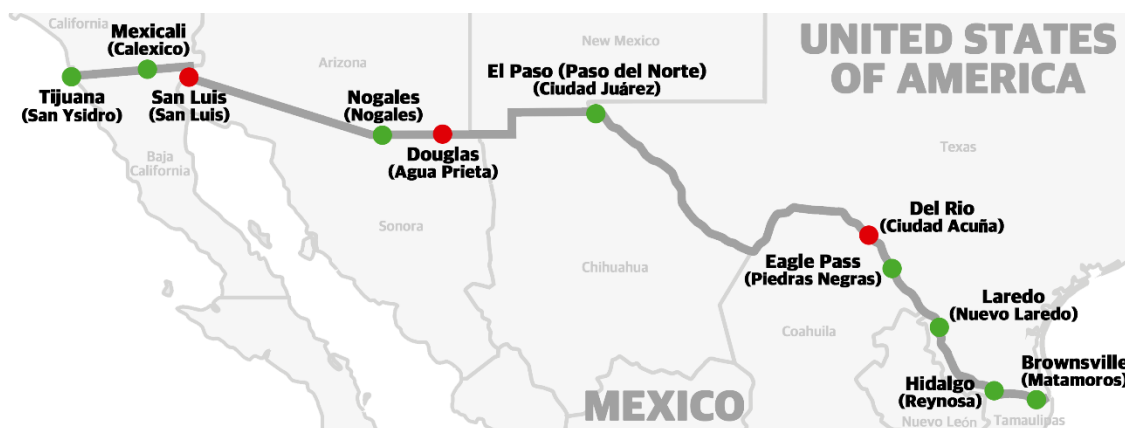 California
Mexicali
(Calexico)
Tijuana
(San Ysidro)
San Luis
(San Luis)
Baja
California
Arizona
Nogales
(Nogales)
Douglas
(Agua Prieta)
Sonora
New Mexico
El Paso (Paso del Norte)
(Ciudad Juárez)
UNITED STATES
OF AMERICA
Texas
Chihuahua
Del Rio
(Ciudad Acuña)
Eagle Pass
(Piedras Negras)
Coahuila
Laredo
(Nuevo Laredo)
Hidalgo
(Reynosa)
Brownsville
(Matamoros)
MEXICO
Nuevo León
Tamaulipas